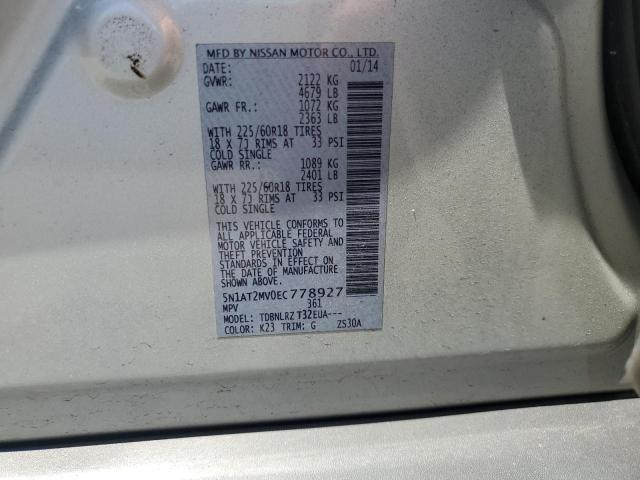 MFD BY NISSAN MOTOR CO., LTD.
DATE: 01/14
GVWR: 2122 KG
4679 LB
GAWR FR.: 1072 KG
2363 LB
WITH 225/60R18 TIRES
18 X 7J RIMS AT 33 PSI
COLD SINGLE
GAWR RR.: 1089 KG
2401 LB
WITH 225/60R18 TIRES
18 X 7J RIMS AT 33 PSI
COLD SINGLE
THIS VEHICLE CONFORMS TO
ALL APPLICABLE FEDERAL
MOTOR VEHICLE SAFETY AND
THEFT PREVENTION
STANDARDS IN EFFECT ON
THE DATE OF MANUFACTURE
SHOWN ABOVE.
5N1AT2MV0EC778927
MPV 361
MODEL: TDBNLRZ T32EUA---
COLOR: K23 TRIM: G ZS30A